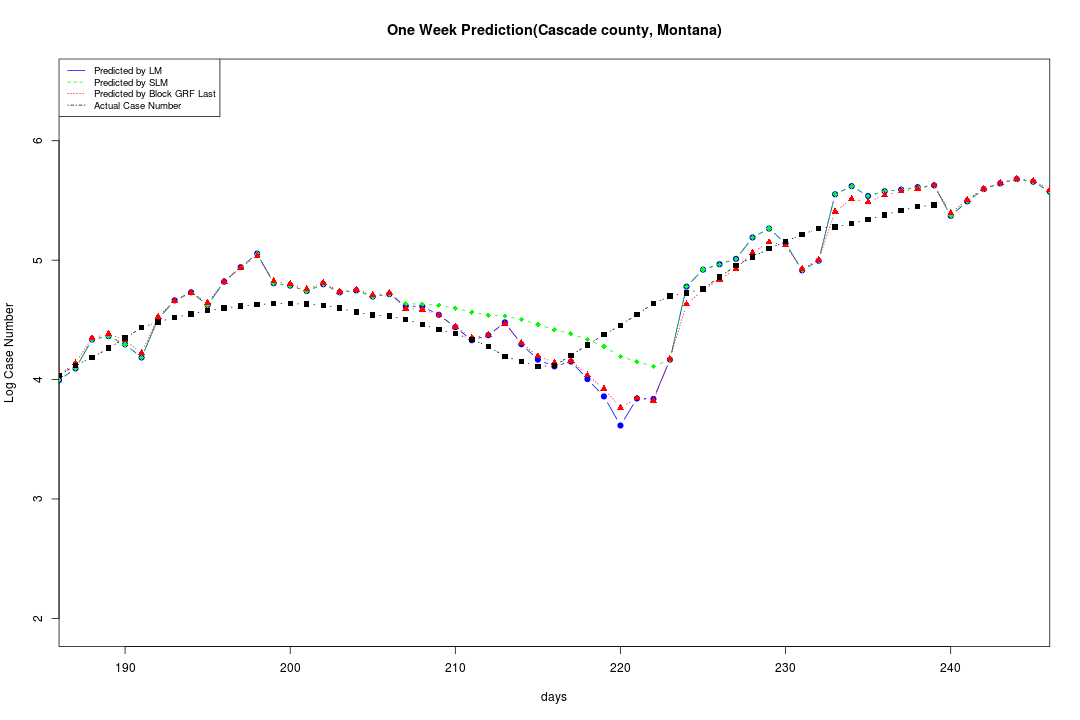 One Week Prediction(Cascade county, Montana)
Predicted by LM
Predicted by SLM
Predicted by Block GRF Last
Actual Case Number
6
5
4
3
2
Log Case Number
190 200 210 220 230 240
days